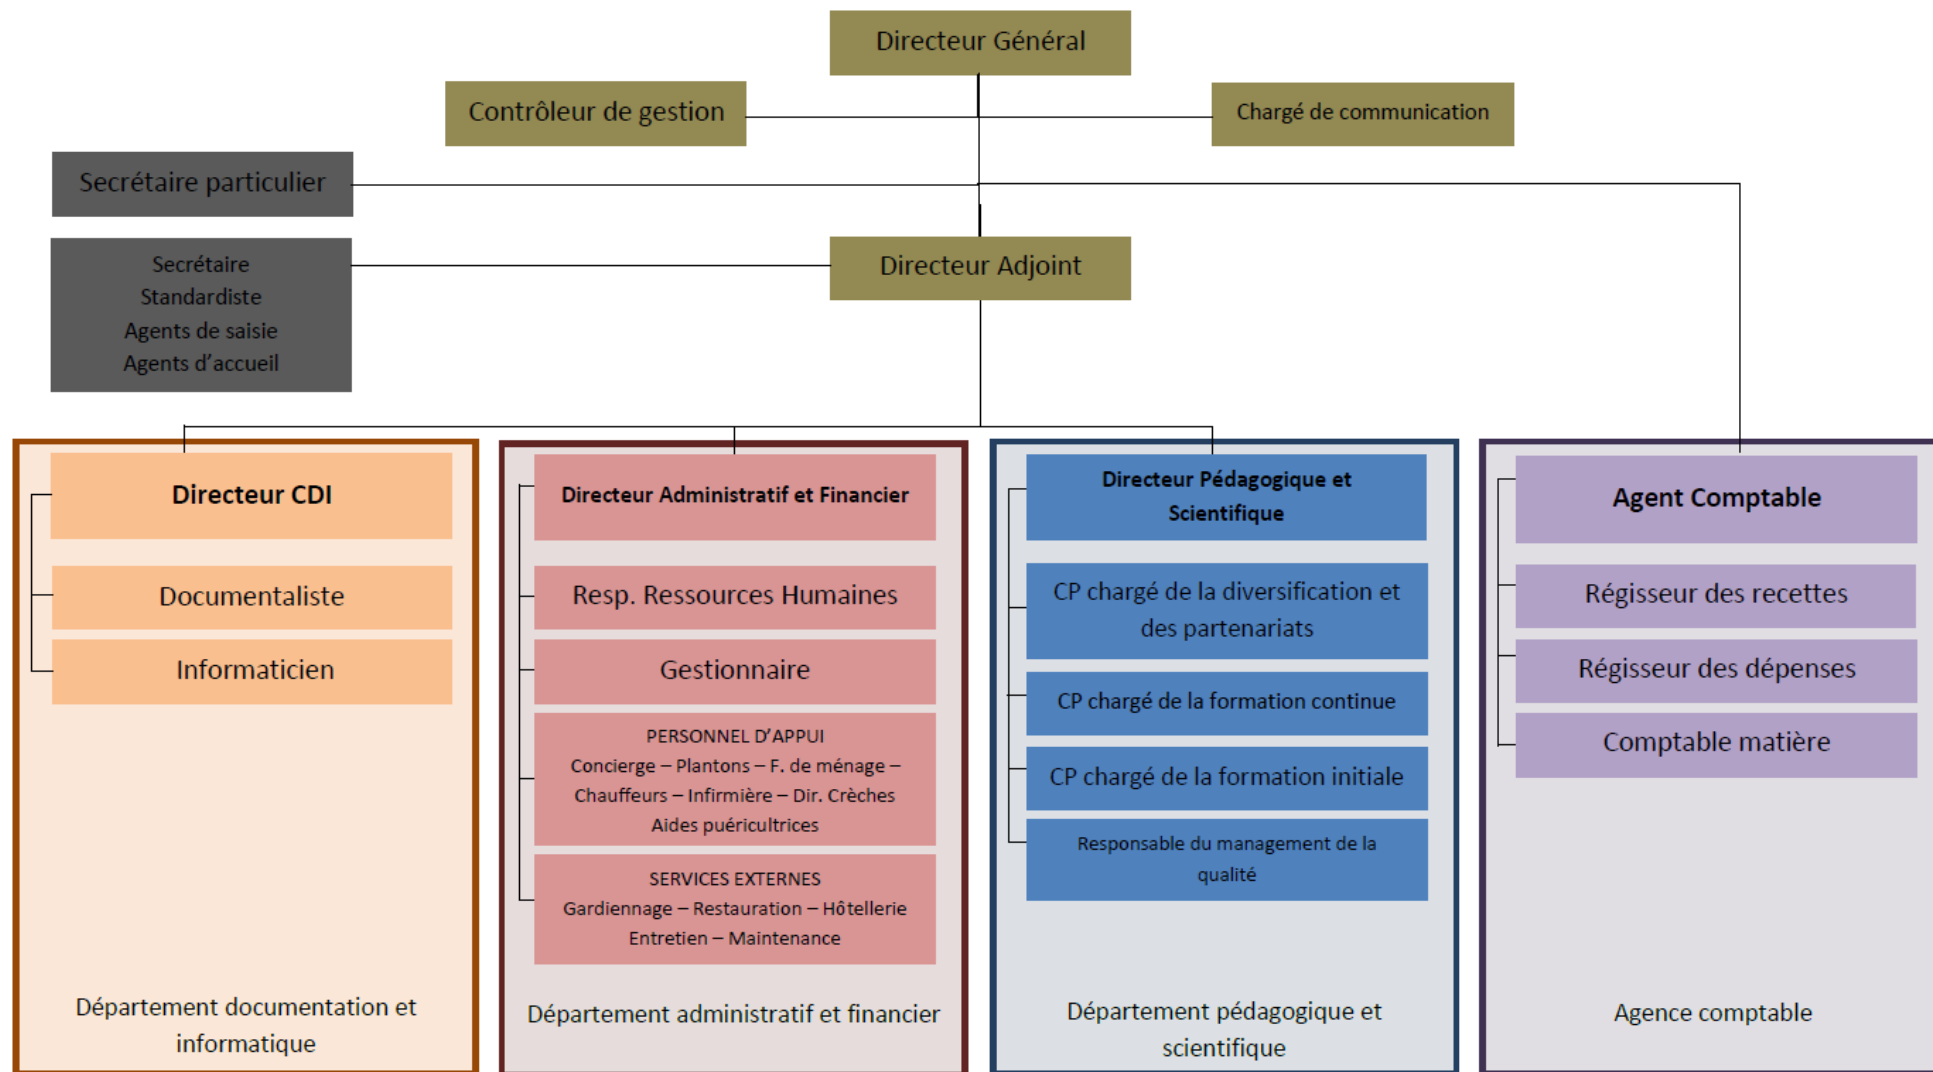 Directeur Général
Contrôleur de gestion
Chargé de communication
Secrétaire particulier
Secrétaire
Standardiste
Agents de saisie
Agents d’accueil
Directeur Adjoint
Directeur CDI
Documentaliste
Informaticien
Département documentation et
informatique
Directeur Administratif et Financier
Resp. Ressources Humaines
Gestionnaire
PERSONNEL D’APPUI
Concierge – Plantons – F. de ménage –
Chauffeurs – Infirmière – Dir. Crèches
Aides puéricultrices
SERVICES EXTERNES
Gardiennage – Restauration – Hôtellerie
Entretien – Maintenance
Département administratif et financier
Directeur Pédagogique et
Scientifique
CP chargé de la diversification et
des partenariats
CP chargé de la formation continue
CP chargé de la formation initiale
Responsable du management de la
qualité
Département pédagogique et
scientifique
Agent Comptable
Régisseur des recettes
Régisseur des dépenses
Comptable matière
Agence comptable